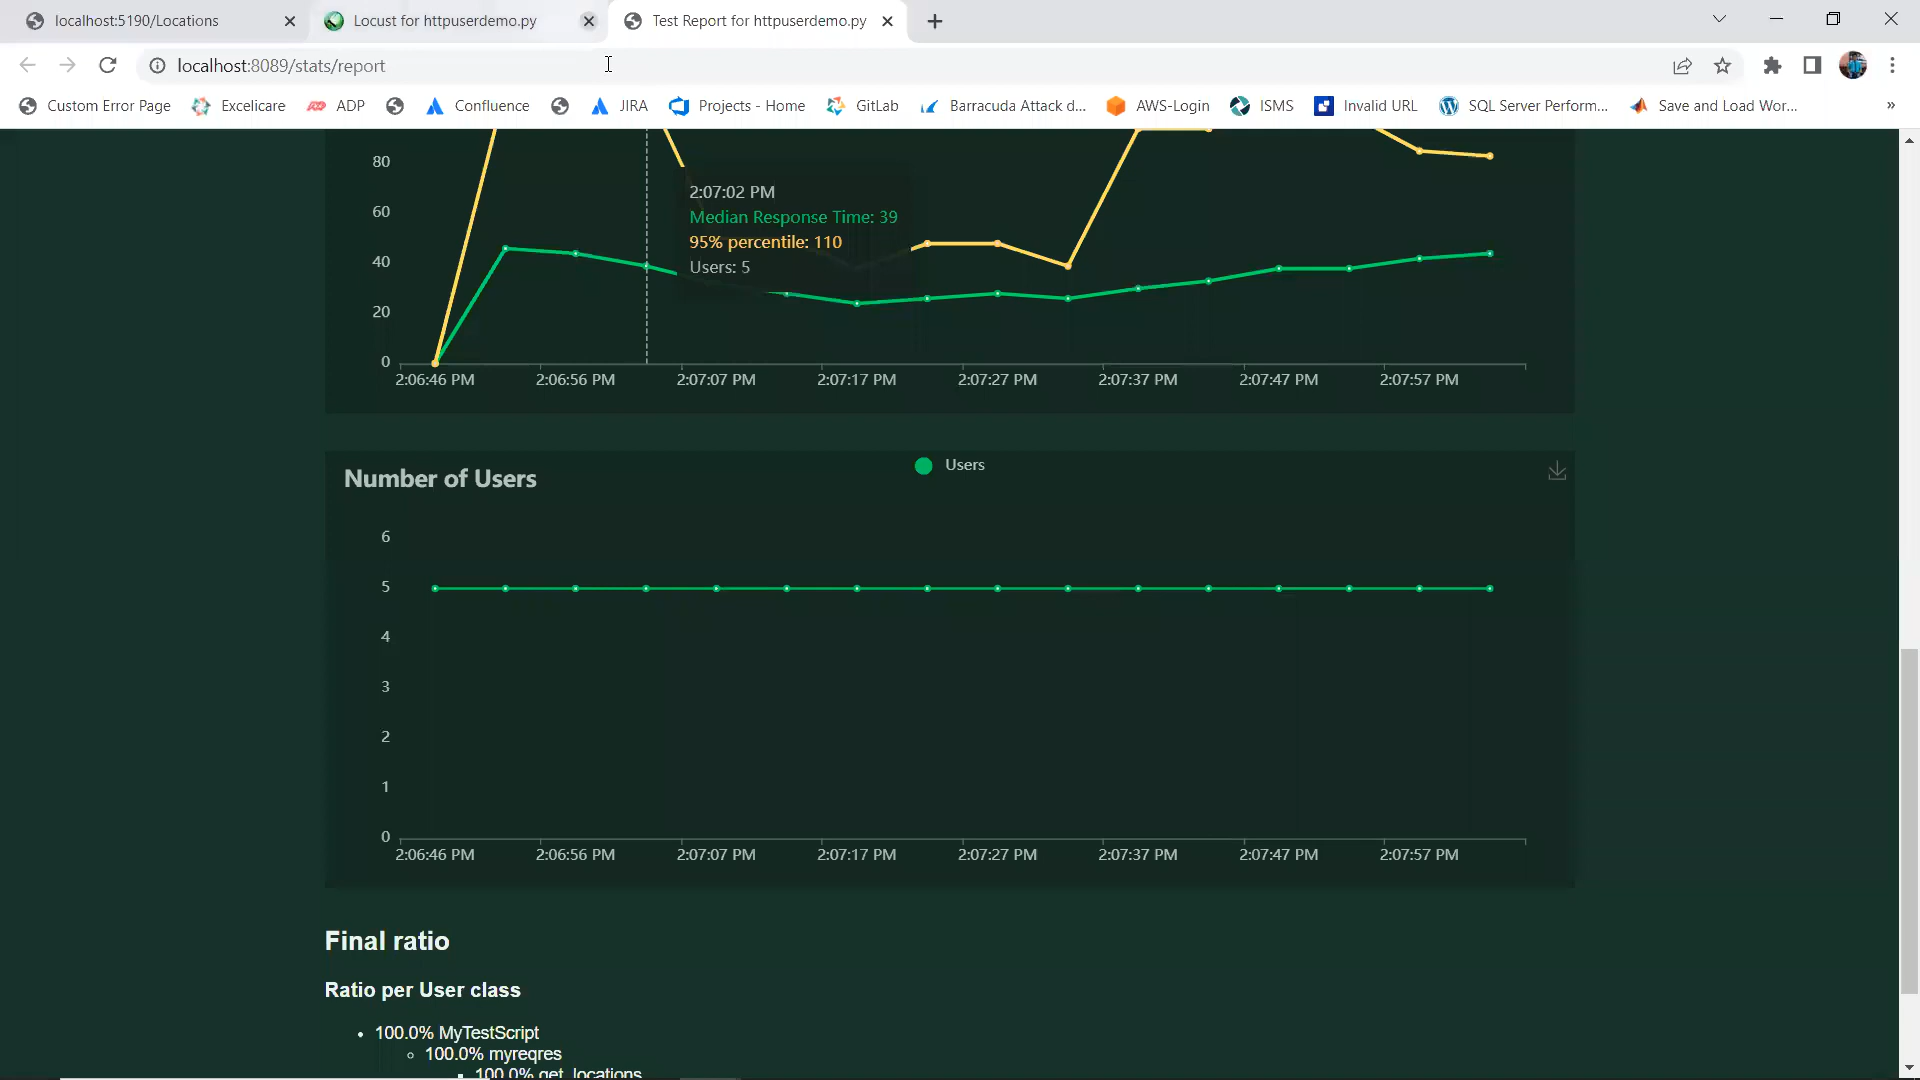 localhost:5190/Locations
Locust for httpuserdemo.py
Test Report for httpuserdemo.py
localhost:8089/stats/report
Custom Error Page
Excelicare
ADP
Confluence
JIRA
Projects - Home
GitLab
Barracuda Attack d...
AWS-Login
ISMS
Invalid URL
SQL Server Perform...
Save and Load Wor...
»
80
60
40
20
0
2:07:02 PM
Median Response Time: 39
95% percentile: 110
Users: 5
2:06:46 PM
2:06:56 PM
2:07:07 PM
2:07:17 PM
2:07:27 PM
2:07:37 PM
2:07:47 PM
2:07:57 PM
Number of Users
Users
6
5
4
3
2
1
0
2:06:46 PM
2:06:56 PM
2:07:07 PM
2:07:17 PM
2:07:27 PM
2:07:37 PM
2:07:47 PM
2:07:57 PM
Final ratio
Ratio per User class
100.0% MyTestScript
100.0% myreqres
100.0% get_locations